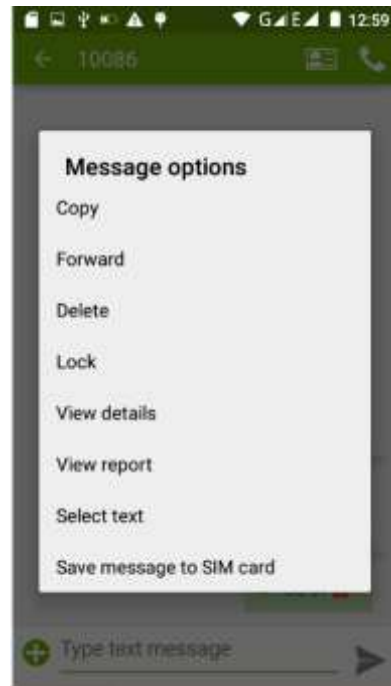 G E 12:59
10086
Message options
Copy
Forward
Delete
Lock
View details
View report
Select text
Save message to SIM card
Type text message